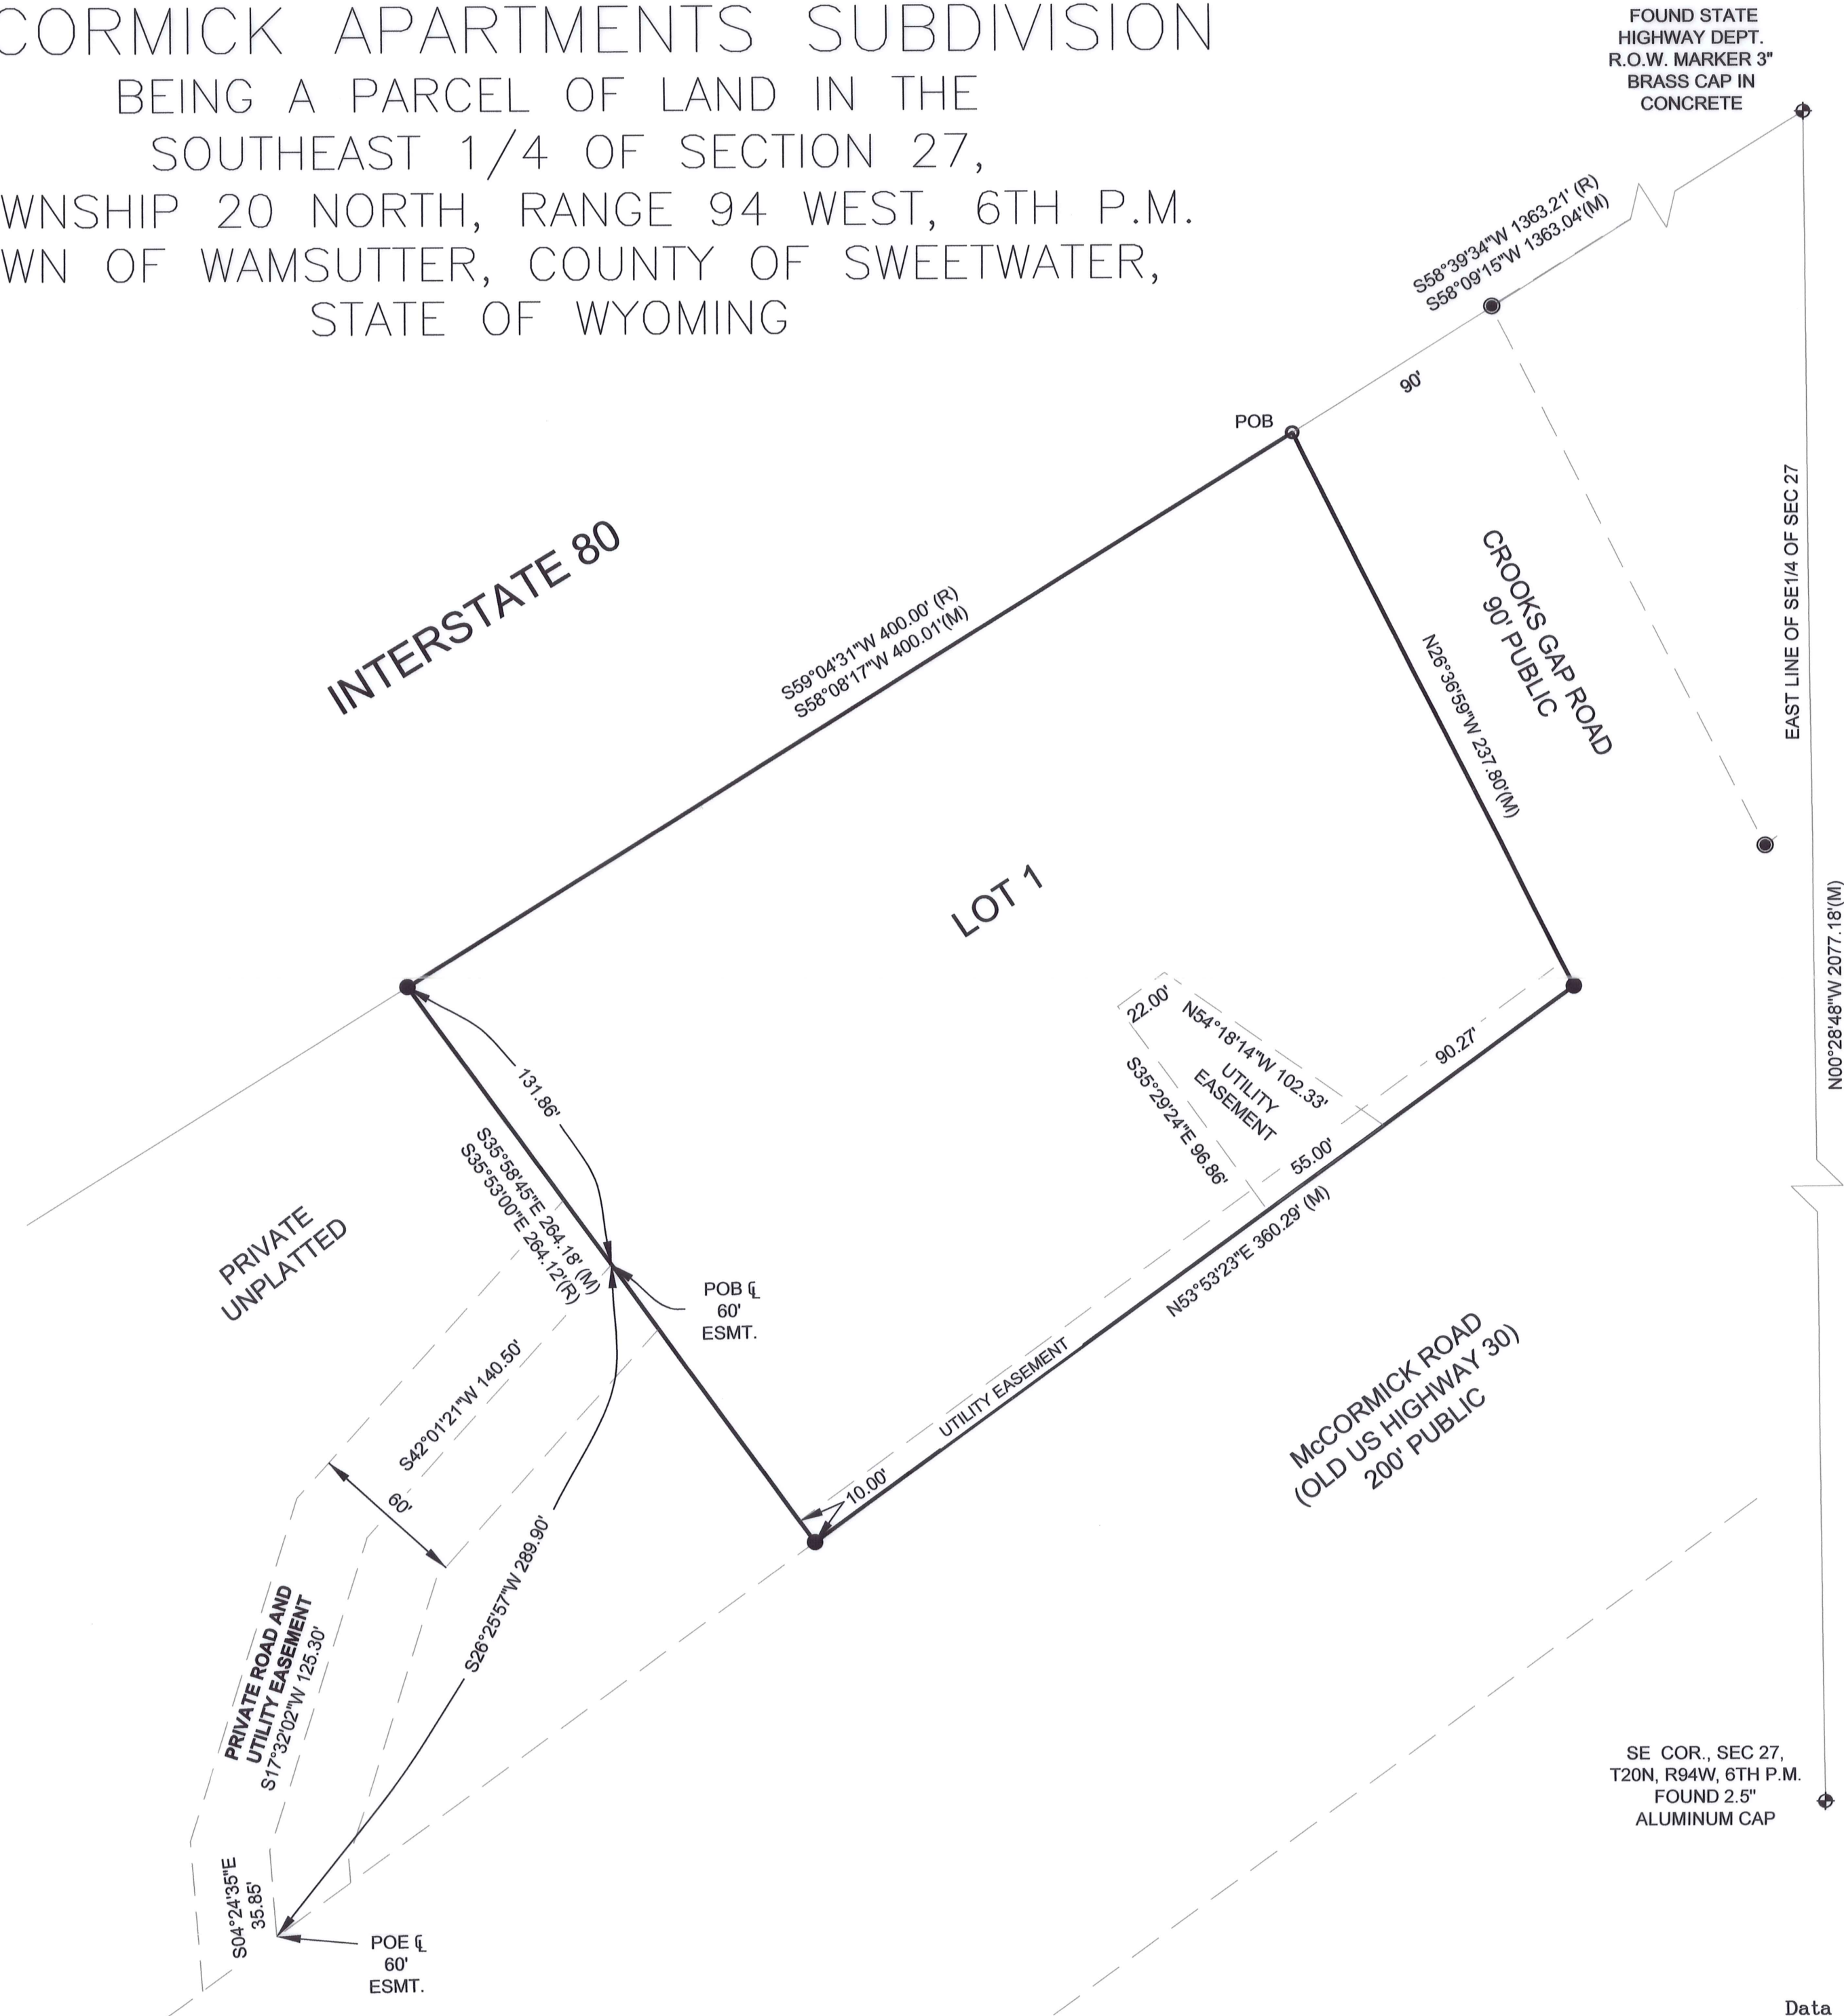 CORMICK APARTMENTS SUBDIVISION
BEING A PARCEL OF LAND IN THE
SOUTHEAST 1/4 OF SECTION 27,
WNSHIP 20 NORTH, RANGE 94 WEST, 6TH P.M.
WN OF WAMSUTTER, COUNTY OF SWEETWATER,
STATE OF WYOMING
FOUND STATE
HIGHWAY DEPT.
R.O.W. MARKER 3"
BRASS CAP IN
CONCRETE
S58°39'34"W 1363.21' (R)
S58°09'15"W 1363.04'(M)
90'
POB
INTERSTATE 80
S59°04'31"W 400.00' (R)
S58°08'17"W 400.01'(M)
CROOKS GAP ROAD
90' PUBLIC
N26°36'59"W 237.80'(M)
EAST LINE OF SE1/4 OF SEC 27
N00°28'48"W 2077.18'(M)
LOT 1
22.00'
N54°18'14"W 102.33'
UTILITY
EASEMENT
S35°29'24"E 96.86'
90.27'
55.00'
N53°53'23"E 360.29' (M)
131.86'
S35°58'45"E 264.18' (M)
S35°53'00"E 264.12'(R)
PRIVATE
UNPLATTED
POB ℄
60'
ESMT.
UTILITY EASEMENT
10.00'
McCORMICK ROAD
(OLD US HIGHWAY 30)
200' PUBLIC
S42°01'21"W 140.50'
60'
S26°25'57"W 289.90'
PRIVATE ROAD AND
UTILITY EASEMENT
S17°32'02"W 125.30'
S04°24'35"E
35.85'
POE ℄
60'
ESMT.
SE COR., SEC 27,
T20N, R94W, 6TH P.M.
FOUND 2.5"
ALUMINUM CAP
Data